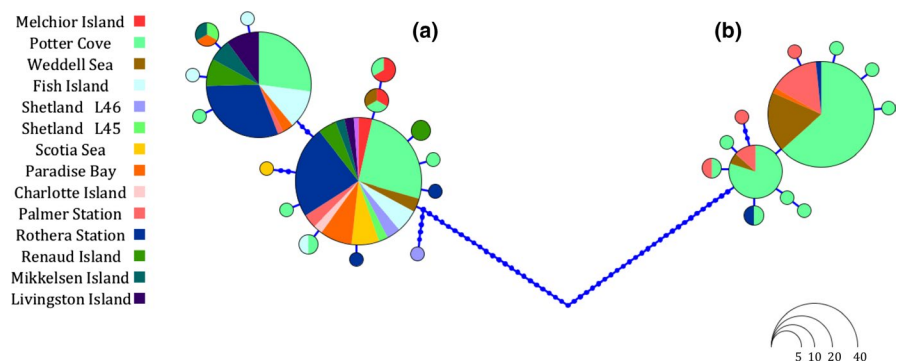 Melchior Island
Potter Cove
Weddell Sea
Fish Island
Shetland L46
Shetland L45
Scotia Sea
Paradise Bay
Charlotte Island
Palmer Station
Rothera Station
Renaud Island
Mikkelsen Island
Livingston Island
(a)
(b)
5 10 20 40